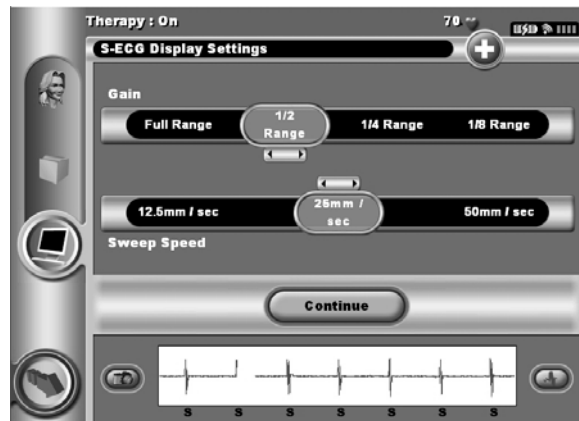 Therapy : On
70
S-ECG Display Settings
Gain
Full Range
1/2 Range
1/4 Range
1/8 Range
12.5mm / sec
25mm / sec
50mm / sec
Sweep Speed
Continue
S S S S S S S